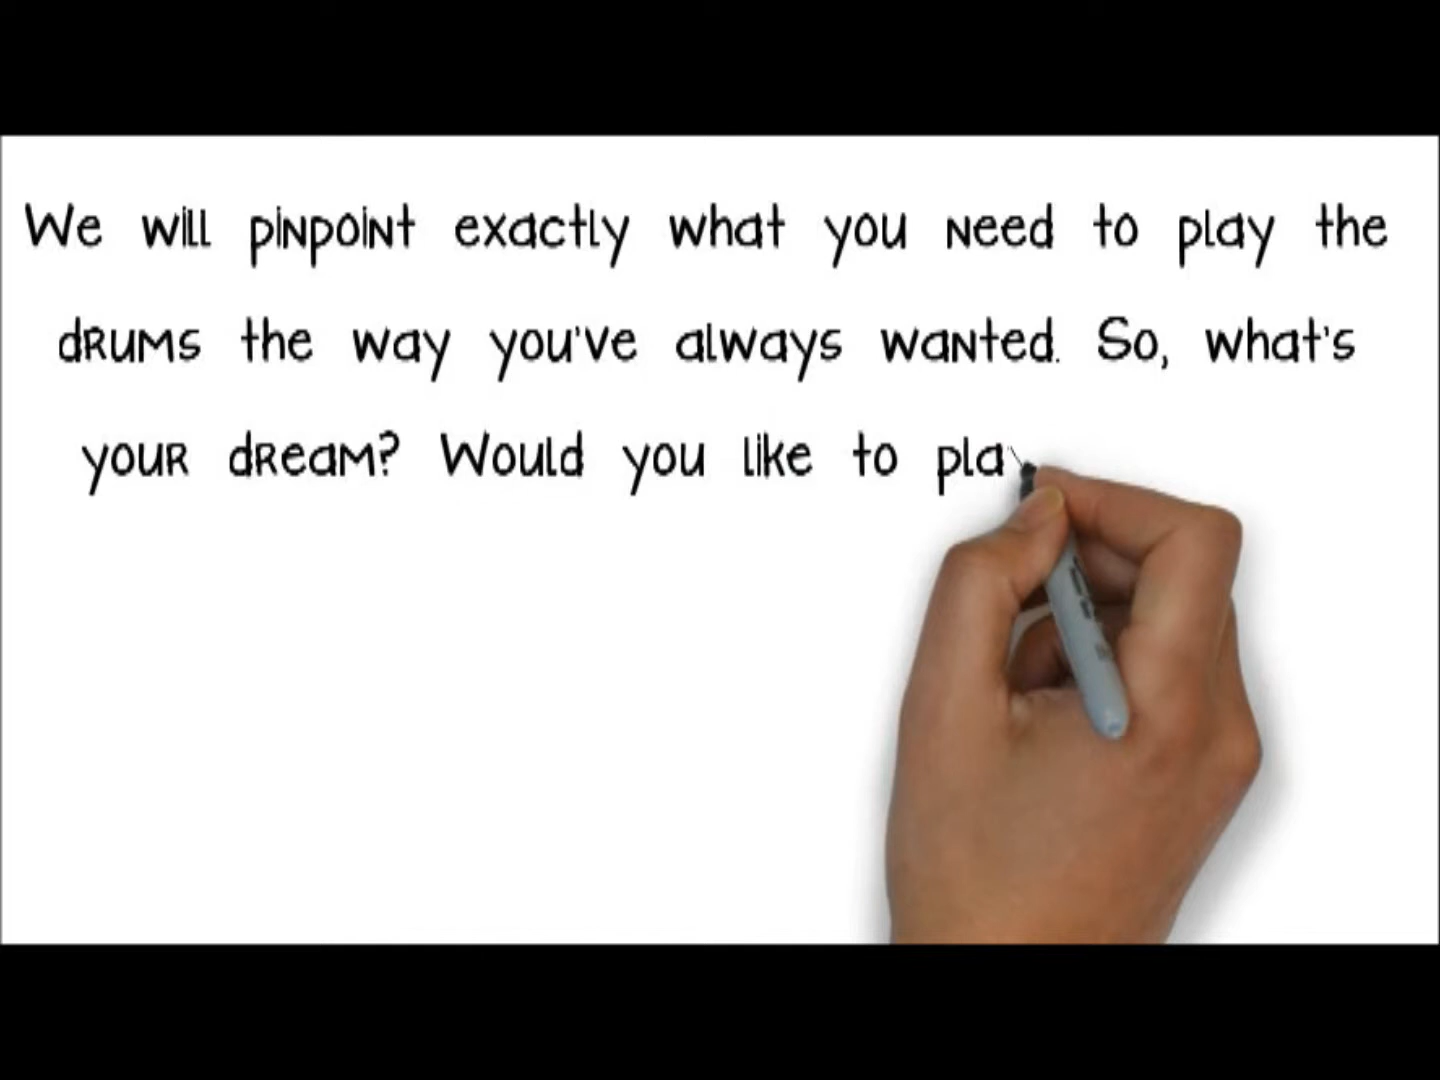 We will pinpoint exactly what you need to play the
drums the way you've always wanted. So, what's
your dream? Would you like to pla